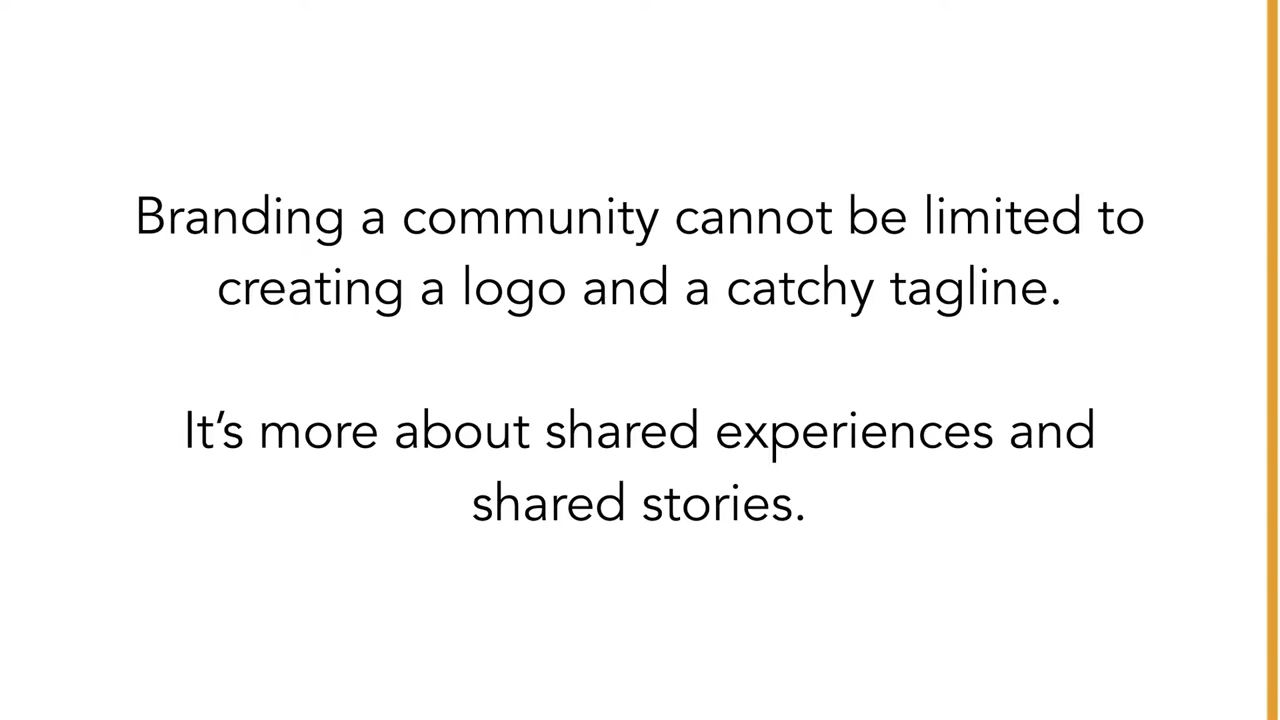 Branding a community cannot be limited to
creating a logo and a catchy tagline.
It’s more about shared experiences and
shared stories.